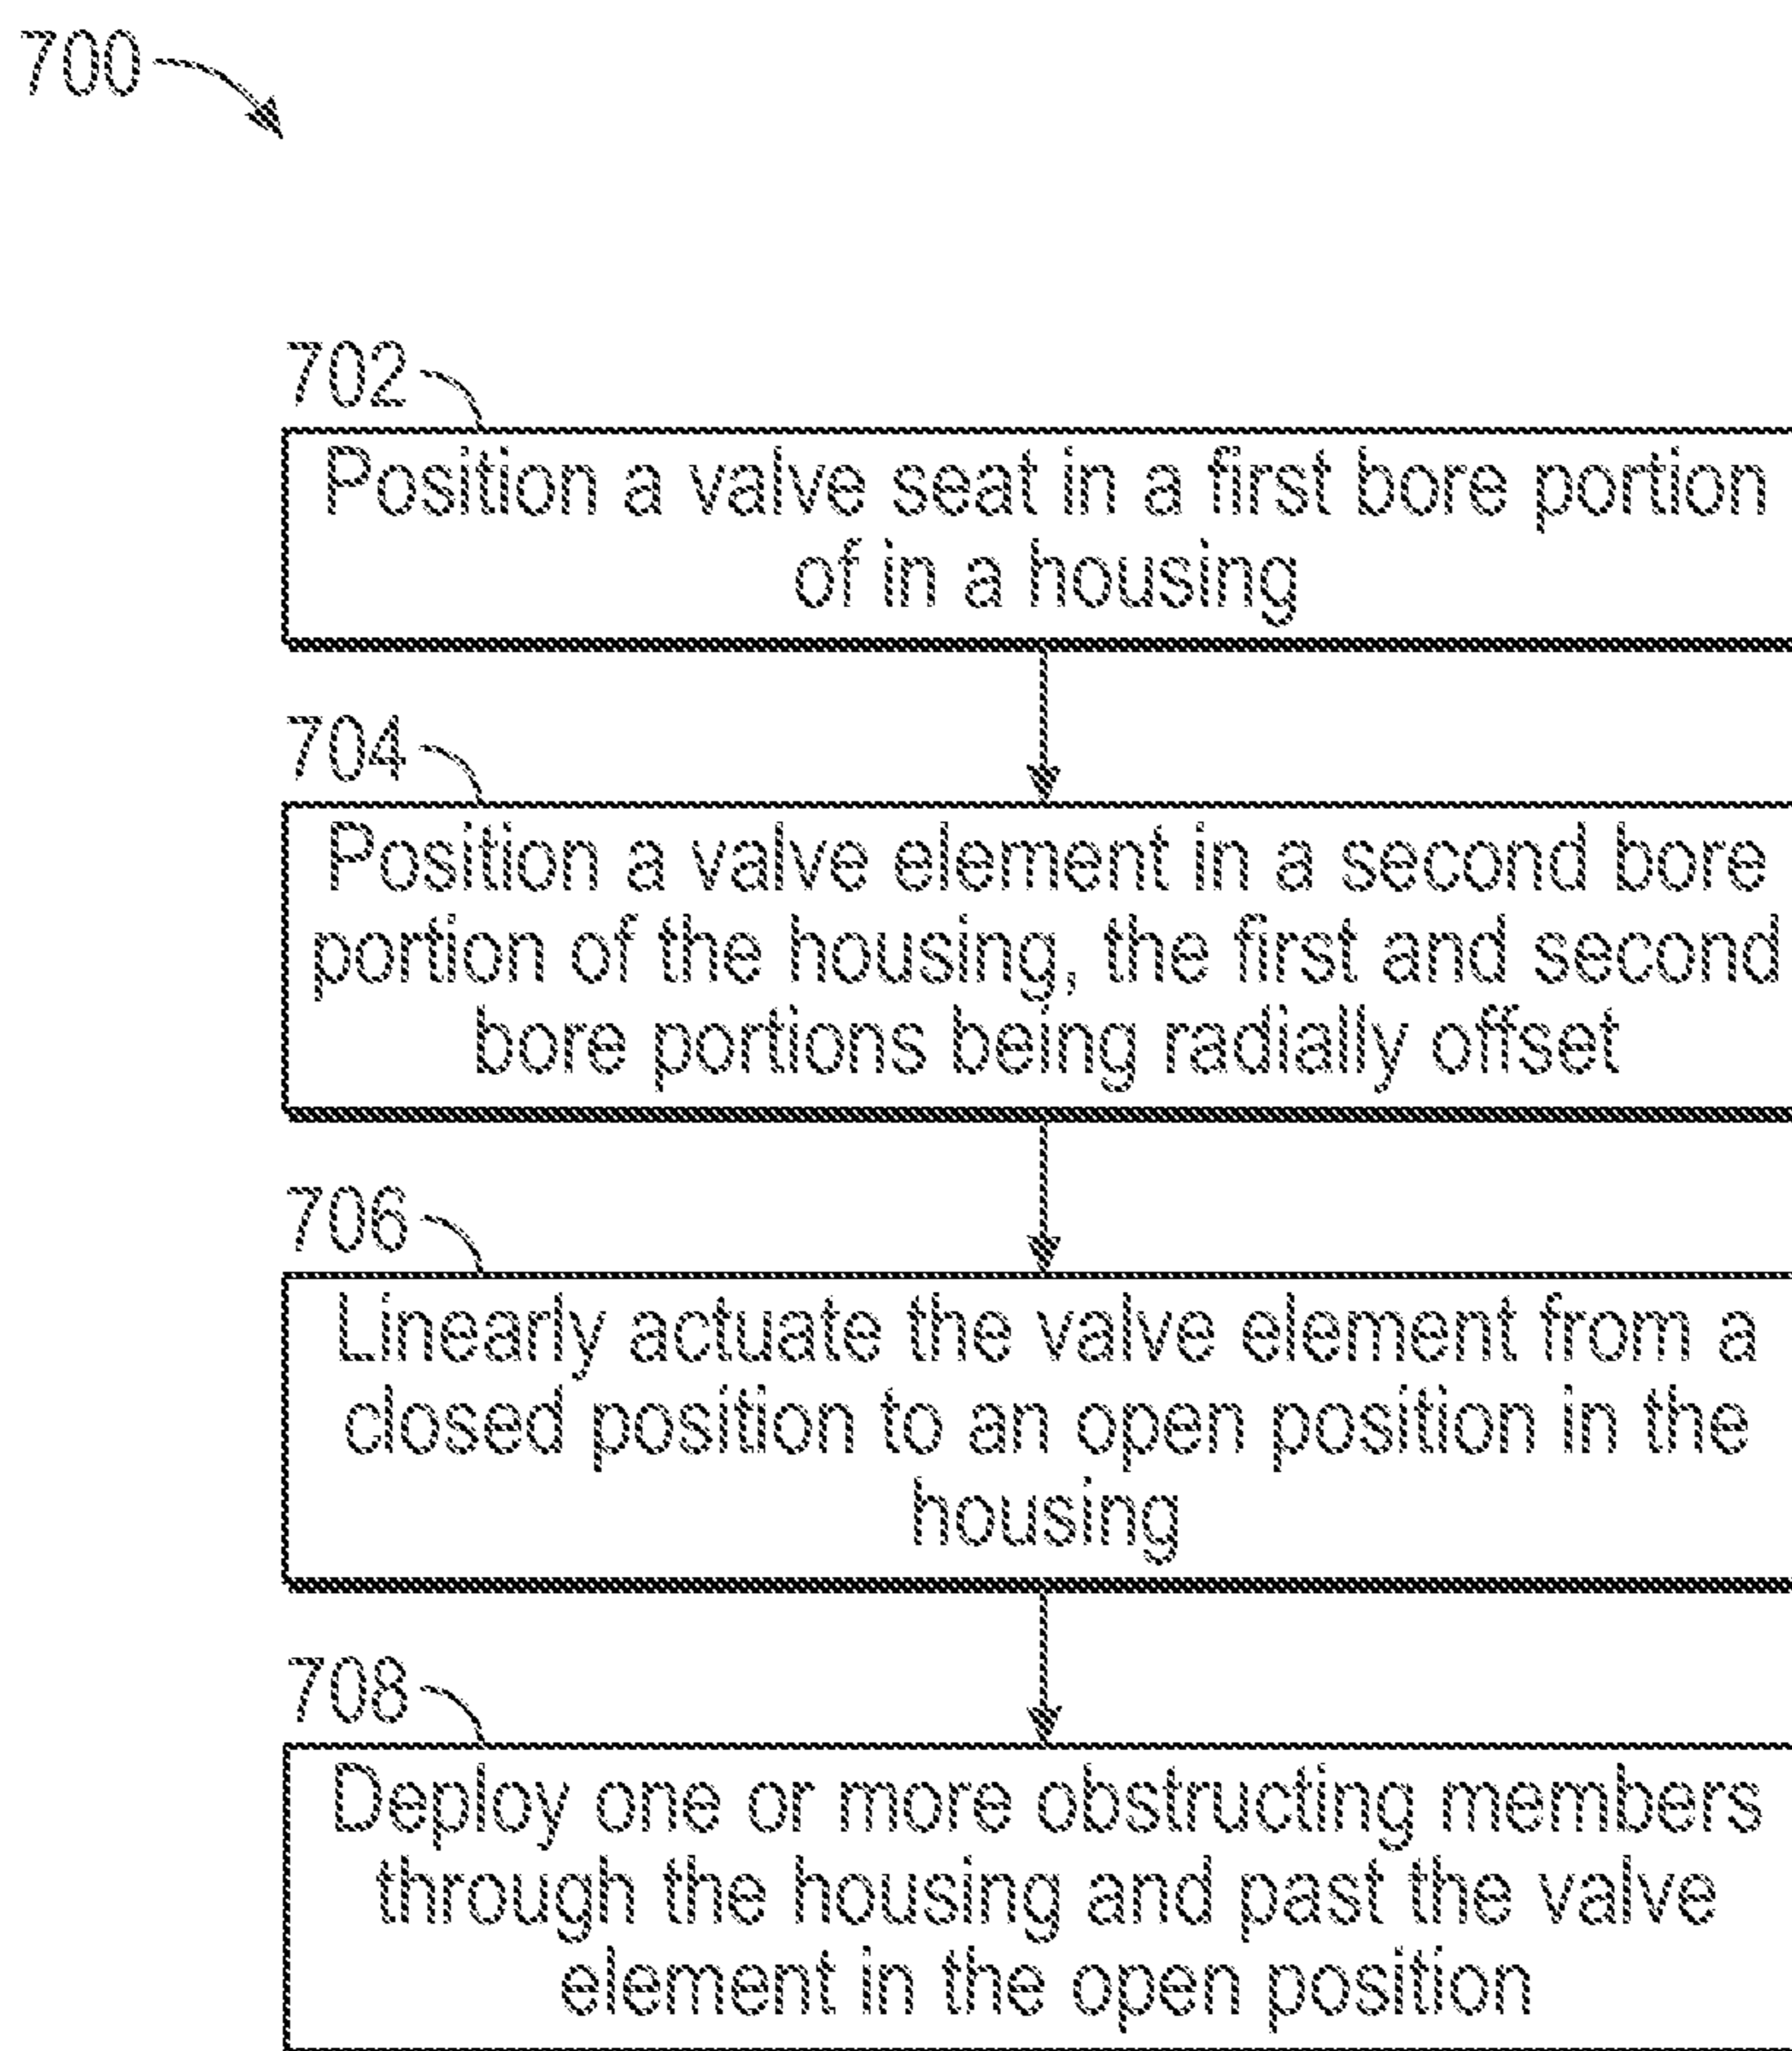 700
702
Position a valve seat in a first bore portion
of in a housing
704
Position a valve element in a second bore
portion of the housing, the first and second
bore portions being radially offset
706
Linearly actuate the valve element from a
closed position to an open position in the
housing
708
Deploy one or more obstructing members
through the housing and past the valve
element in the open position